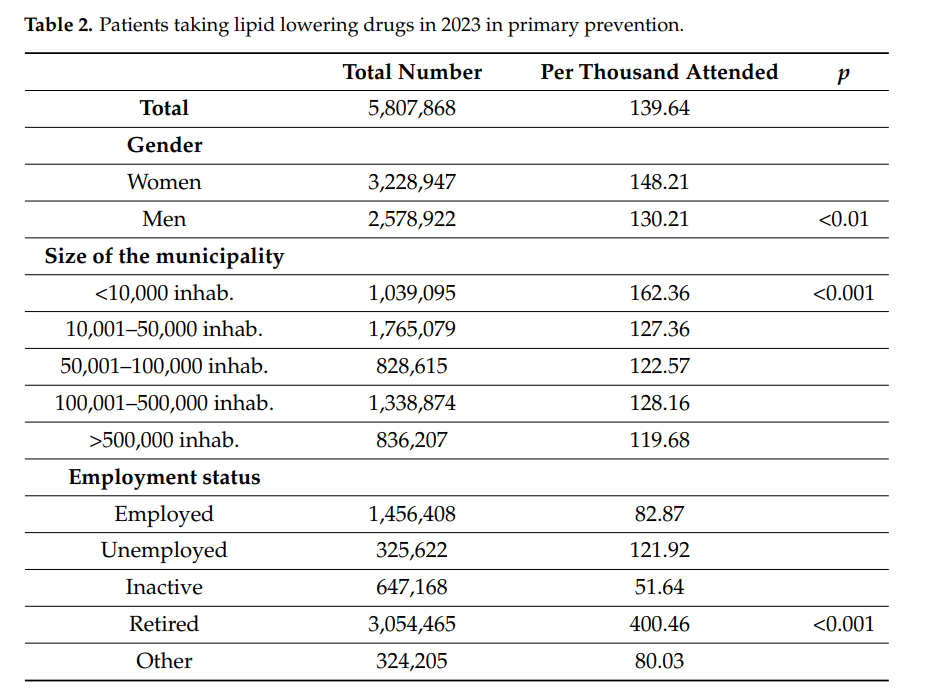 Table 2. Patients taking lipid lowering drugs in 2023 in primary prevention.
Total Number Per Thousand Attended p
Total 5,807,868 139.64
Gender
Women 3,228,947 148.21
Men 2,578,922 130.21 <0.01
Size of the municipality
<10,000 inhab. 1,039,095 162.36 <0.001
10,001–50,000 inhab. 1,765,079 127.36
50,001–100,000 inhab. 828,615 122.57
100,001–500,000 inhab. 1,338,874 128.16
>500,000 inhab. 836,207 119.68
Employment status
Employed 1,456,408 82.87
Unemployed 325,622 121.92
Inactive 647,168 51.64
Retired 3,054,465 400.46 <0.001
Other 324,205 80.03